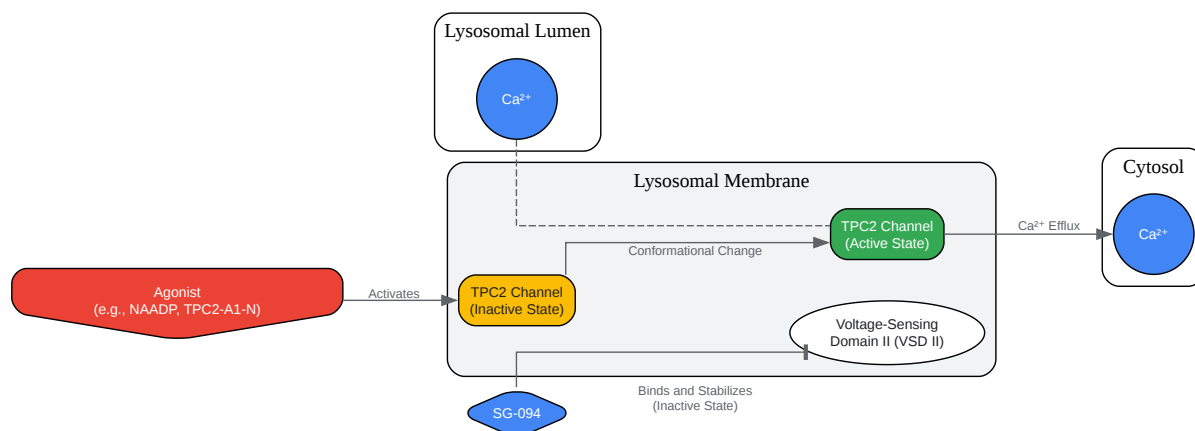 Lysosomal Lumen
Ca²⁺
Lysosomal Membrane
Cytosol
TPC2 Channel
(Active State)
Ca²⁺ Efflux
Ca²⁺
Conformational Change
Agonist
(e.g., NAADP, TPC2-A1-N)
Activates
TPC2 Channel
(Inactive State)
Voltage-Sensing
Domain II (VSD II)
Binds and Stabilizes
(Inactive State)
SG-094